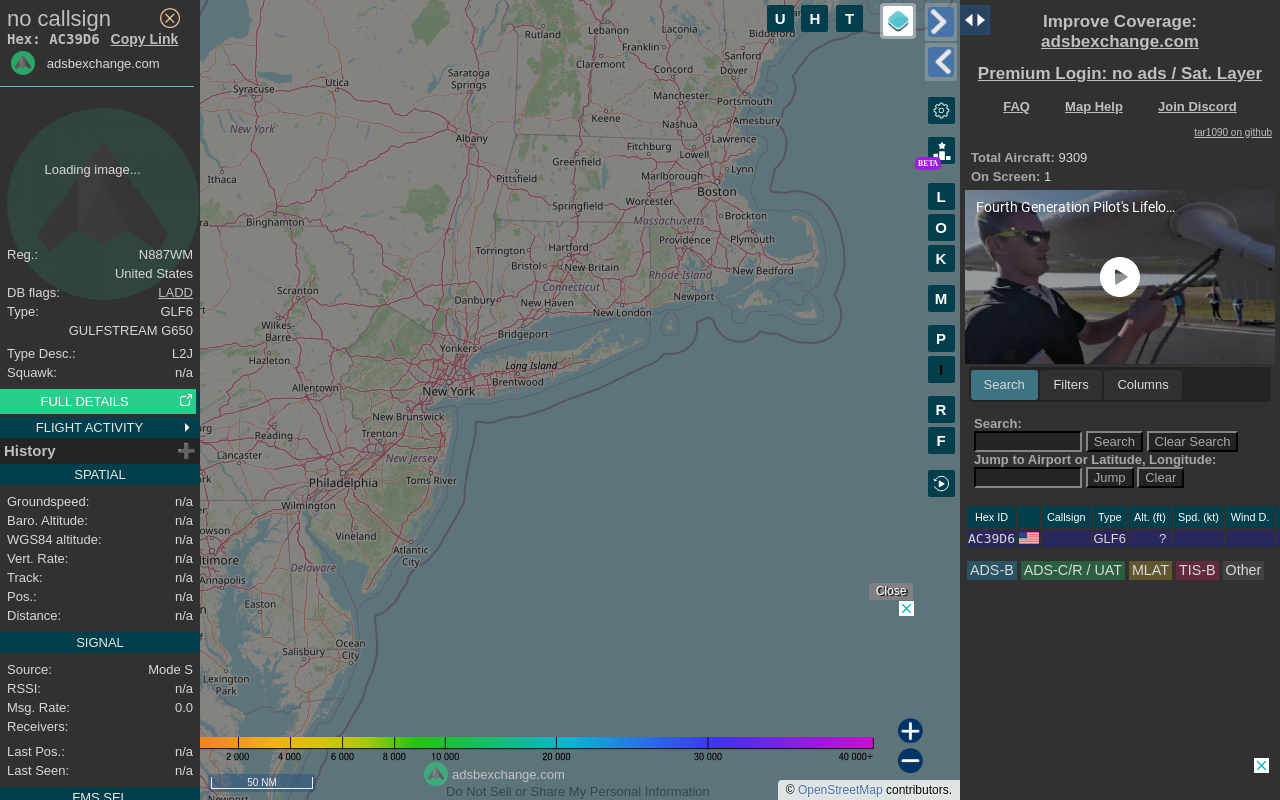 no callsign
Hex: AC39D6 Copy Link
adsbexchange.com
Loading image...
Reg.: N887WM
United States
DB flags: LADD
Type: GLF6
GULFSTREAM G650
Type Desc.: L2J
Squawk: n/a
FULL DETAILS
FLIGHT ACTIVITY
History
SPATIAL
Groundspeed: n/a
Baro. Altitude: n/a
WGS84 altitude: n/a
Vert. Rate: n/a
Track: n/a
Pos.: n/a
Distance: n/a
SIGNAL
Source: Mode S
RSSI: n/a
Msg. Rate: 0.0
Receivers:
Last Pos.: n/a
Last Seen: n/a
FMS SEL
U H T
BETA
L
O
K
M
P
I
R
F
Rutland
Lebanon
Laconia
Biddeford
Franklin
Claremont
Sanford
Concord
Dover
Saratoga
Springs
Utica
Syracuse
Manchester
Portsmouth
Keene
Nashua
Amesbury
New York
Albany
Lawrence
Fitchburg
Lowell
Greenfield
Lynn
Marlborough
Ithaca
Pittsfield
Boston
Worcester
Springfield
Massachusetts
Brockton
Binghamton
Providence
Plymouth
Hartford
Torrington
Bristol
New Britain
New Bedford
Rhode Island
Connecticut
Scranton
Danbury
New Haven
Newport
New London
Wilkes-
Barre
Bridgeport
Yonkers
Hazleton
Long Island
Brentwood
Allentown
New York
New Brunswick
Reading
Trenton
Lancaster
New Jersey
Toms River
Philadelphia
Wilmington
Vineland
Atlantic
City
Annapolis
Delaware
Easton
Ocean
City
Salisbury
Lexington
Park
Close
2 000 4 000 6 000 8 000 10 000 20 000 30 000 40 000+
50 NM
adsbexchange.com
Do Not Sell or Share My Personal Information
© OpenStreetMap contributors.
Improve Coverage:
adsbexchange.com
Premium Login: no ads / Sat. Layer
FAQ Map Help Join Discord
tar1090 on github
Total Aircraft: 9309
On Screen: 1
Fourth Generation Pilot's Lifelo...
Search Filters Columns
Search:
Search Clear Search
Jump to Airport or Latitude, Longitude:
Jump Clear
Hex ID Callsign Type Alt. (ft) Spd. (kt) Wind D.
AC39D6 GLF6 ?
ADS-B ADS-C/R / UAT MLAT TIS-B Other